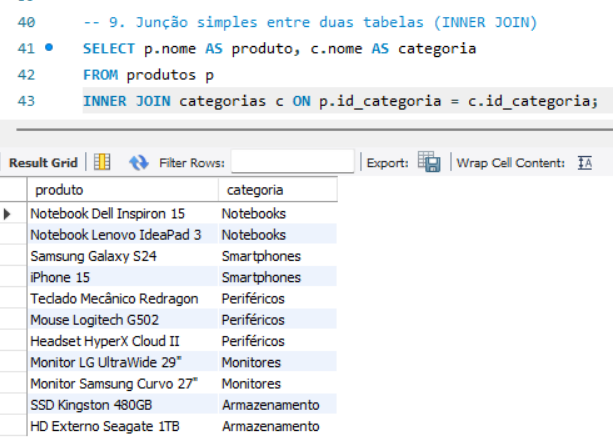 40 -- 9. Junção simples entre duas tabelas (INNER JOIN)
41 SELECT p.nome AS produto, c.nome AS categoria
42 FROM produtos p
43 INNER JOIN categorias c ON p.id_categoria = c.id_categoria;
Result Grid Filter Rows: Export: Wrap Cell Content:
produto categoria
Notebook Dell Inspiron 15 Notebooks
Notebook Lenovo IdeaPad 3 Notebooks
Samsung Galaxy S24 Smartphones
iPhone 15 Smartphones
Teclado Mecânico Redragon Periféricos
Mouse Logitech G502 Periféricos
Headset HyperX Cloud II Periféricos
Monitor LG UltraWide 29" Monitores
Monitor Samsung Curvo 27" Monitores
SSD Kingston 480GB Armazenamento
HD Externo Seagate 1TB Armazenamento